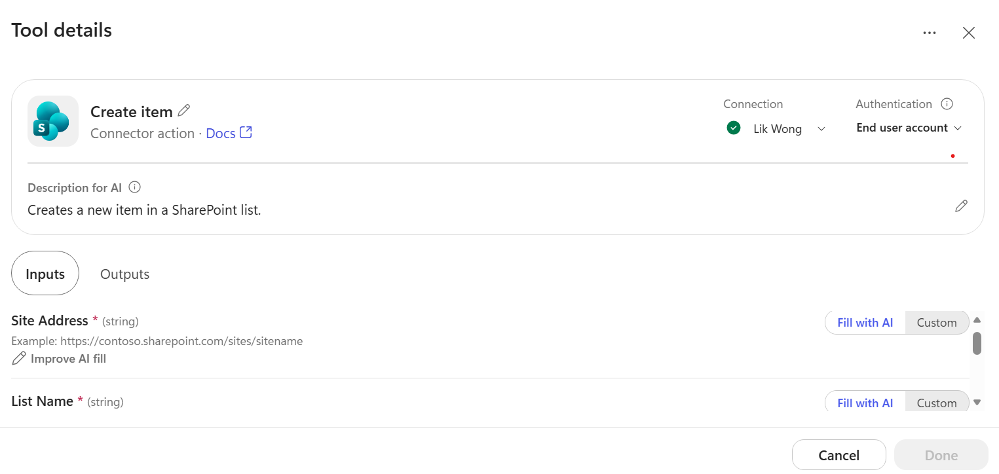 Tool details
Create item
Connector action · Docs
Connection
Lik Wong
Authentication
End user account
S
Description for AI
Creates a new item in a SharePoint list.
Inputs
Outputs
Site Address * (string)
Fill with AI
Custom
Example: https://contoso.sharepoint.com/sites/sitename
Improve AI fill
List Name * (string)
Fill with AI
Custom
Cancel
Done